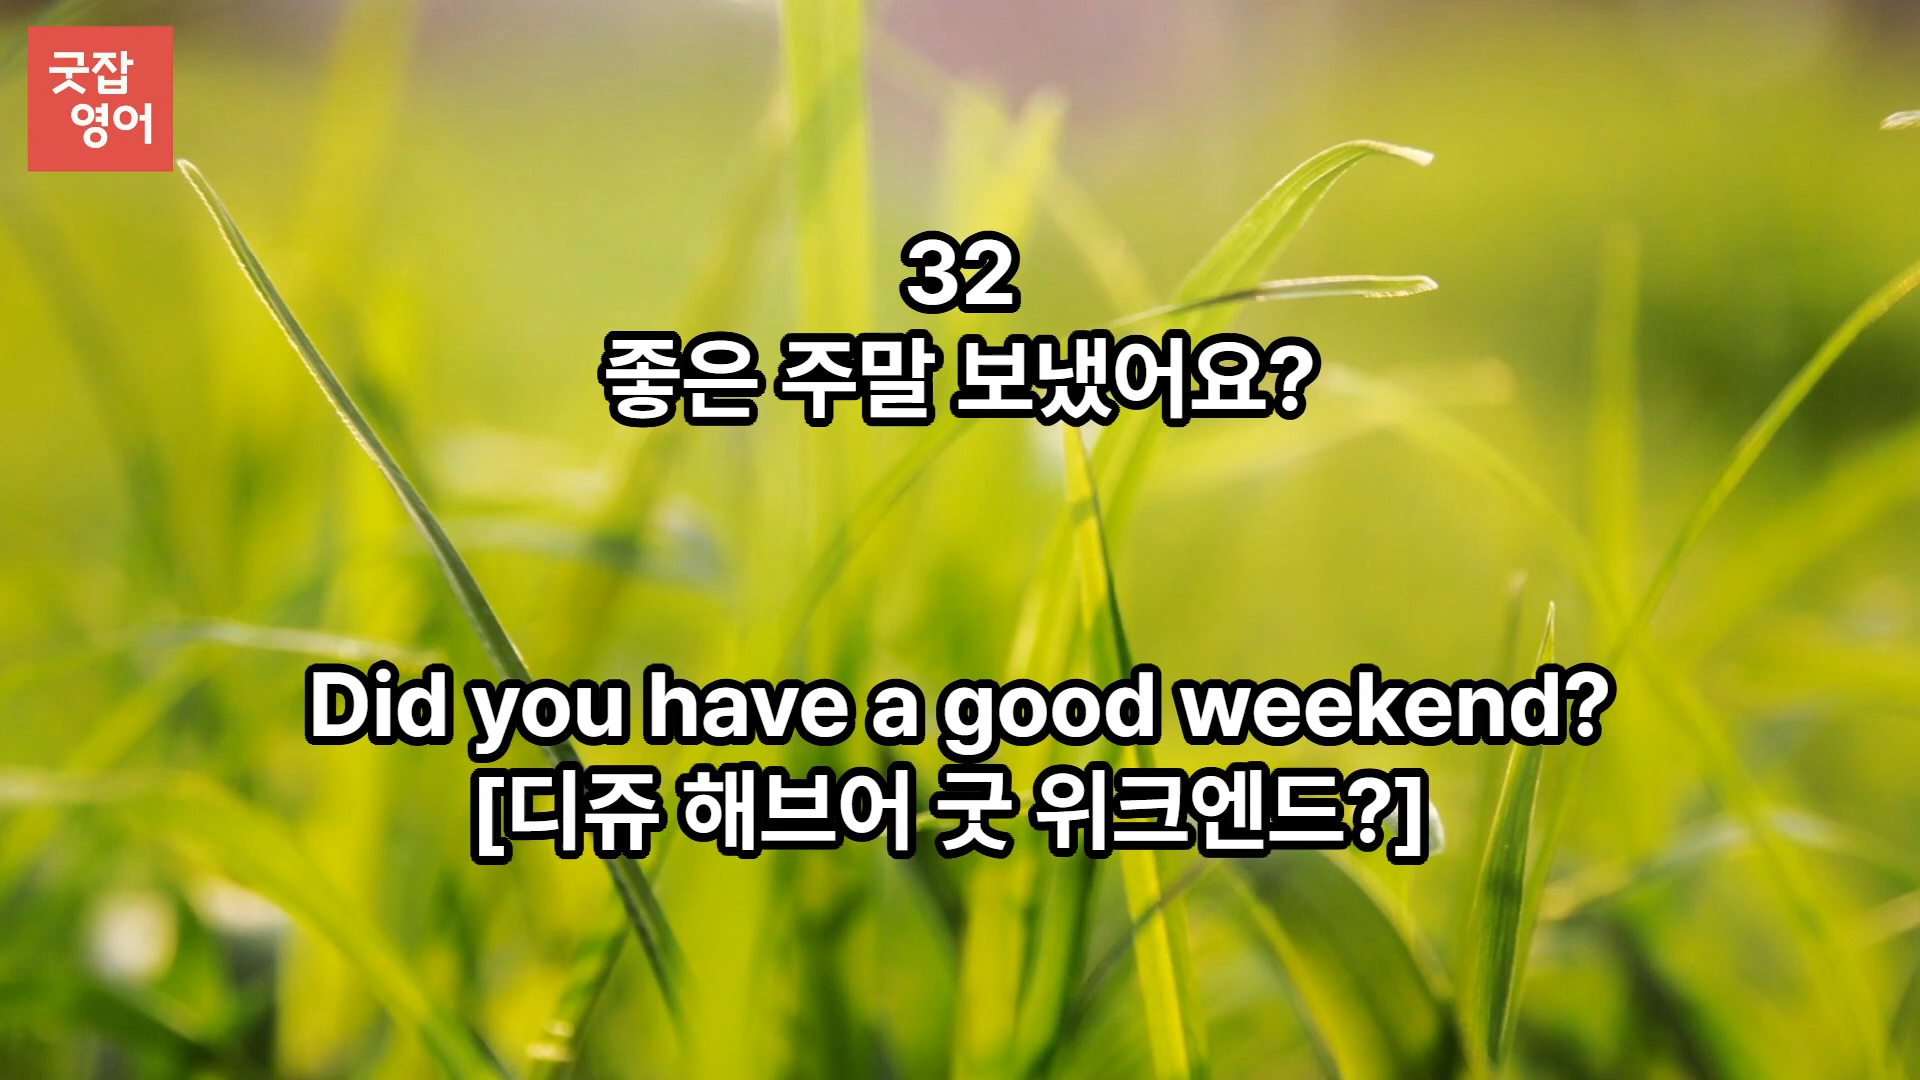 굿잡
영어
32
좋은 주말 보냈어요?
Did you have a good weekend?
[디쥬 해브어 굿 위크엔드?]